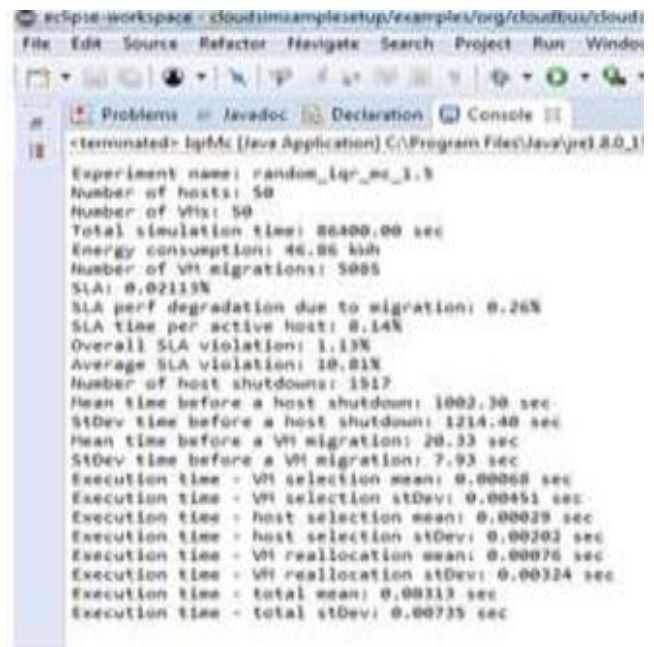 eclipse-workspace - cloudsimsamplesetup/examples/org/cloudbus/clouds
File Edit Source Refactor Navigate Search Project Run Window
Problems Javadoc Declaration Console
<terminated> IqrMc [Java Application] C:\Program Files\Java\jre1.8.0_1
Experiment name: random_iqr_mc_1.5
Number of hosts: 50
Number of VMs: 50
Total simulation time: 86400.00 sec
Energy consumption: 46.86 kWh
Number of VM migrations: 5085
SLA: 0.02113%
SLA perf degradation due to migration: 0.26%
SLA time per active host: 8.14%
Overall SLA violation: 1.13%
Average SLA violation: 10.81%
Number of host shutdowns: 1517
Mean time before a host shutdown: 1002.30 sec
StDev time before a host shutdown: 1214.40 sec
Mean time before a VM migration: 20.33 sec
StDev time before a VM migration: 7.93 sec
Execution time - VM selection mean: 0.00068 sec
Execution time - VM selection stDev: 0.00451 sec
Execution time - host selection mean: 0.00029 sec
Execution time - host selection stDev: 0.00202 sec
Execution time - VM reallocation mean: 0.00076 sec
Execution time - VM reallocation stDev: 0.00324 sec
Execution time - total mean: 0.00313 sec
Execution time - total stDev: 0.00735 sec